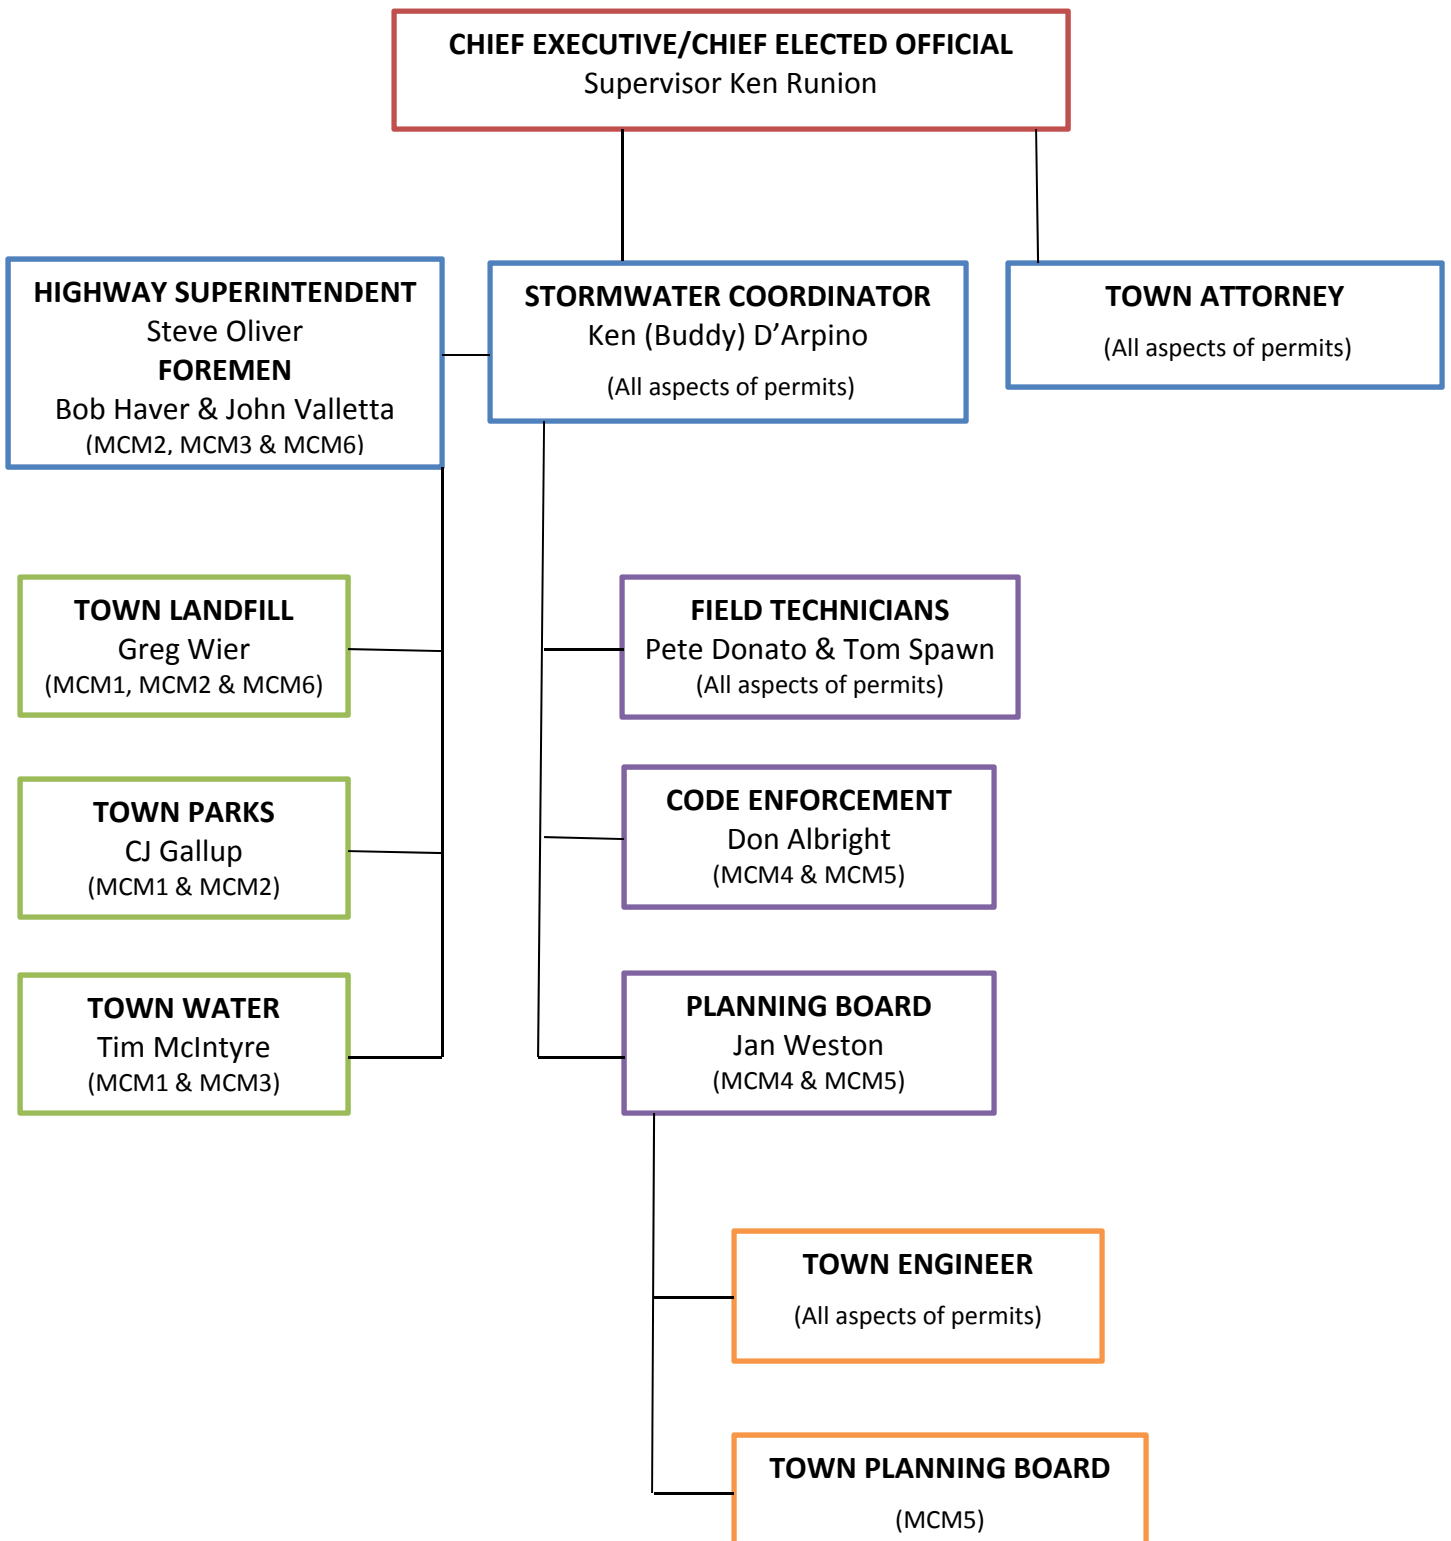 CHIEF EXECUTIVE/CHIEF ELECTED OFFICIAL
Supervisor Ken Runion
HIGHWAY SUPERINTENDENT
Steve Oliver
FOREMEN
Bob Haver & John Valletta
(MCM2, MCM3 & MCM6)
STORMWATER COORDINATOR
Ken (Buddy) D’Arpino
(All aspects of permits)
TOWN ATTORNEY
(All aspects of permits)
TOWN LANDFILL
Greg Wier
(MCM1, MCM2 & MCM6)
TOWN PARKS
CJ Gallup
(MCM1 & MCM2)
TOWN WATER
Tim McIntyre
(MCM1 & MCM3)
FIELD TECHNICIANS
Pete Donato & Tom Spawn
(All aspects of permits)
CODE ENFORCEMENT
Don Albright
(MCM4 & MCM5)
PLANNING BOARD
Jan Weston
(MCM4 & MCM5)
TOWN ENGINEER
(All aspects of permits)
TOWN PLANNING BOARD
(MCM5)